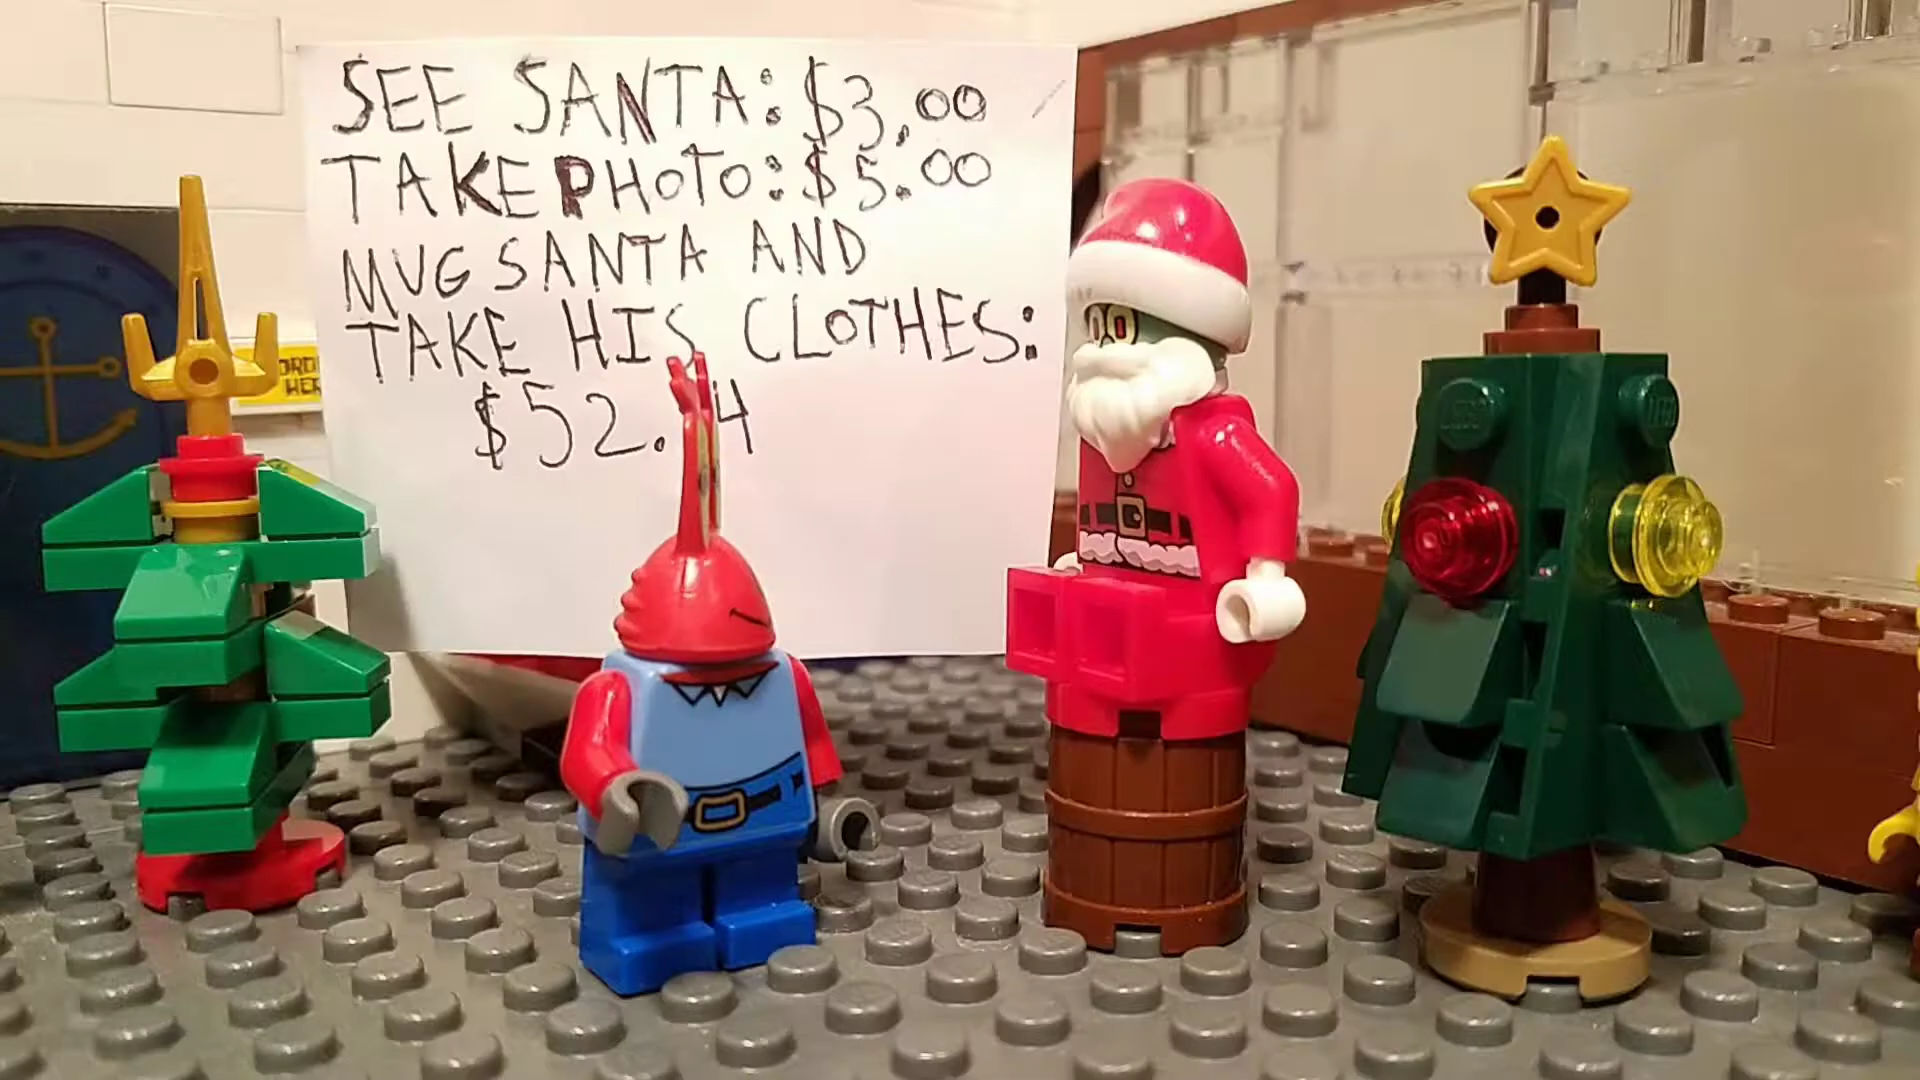 SEE SANTA: $3.00
TAKE PHOTO: $5.00
MUG SANTA AND
TAKE HIS CLOTHES: